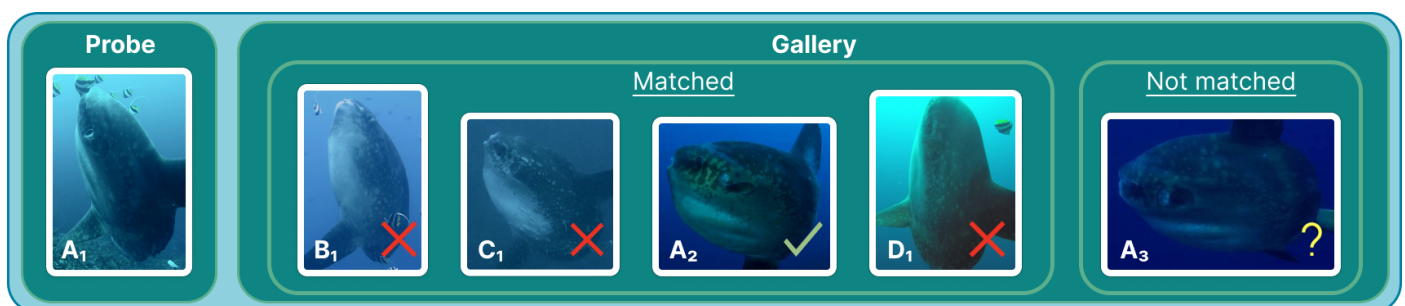 Probe
Gallery
Matched
Not matched
A₁
B₁
C₁
A₂
D₁
A₃
?